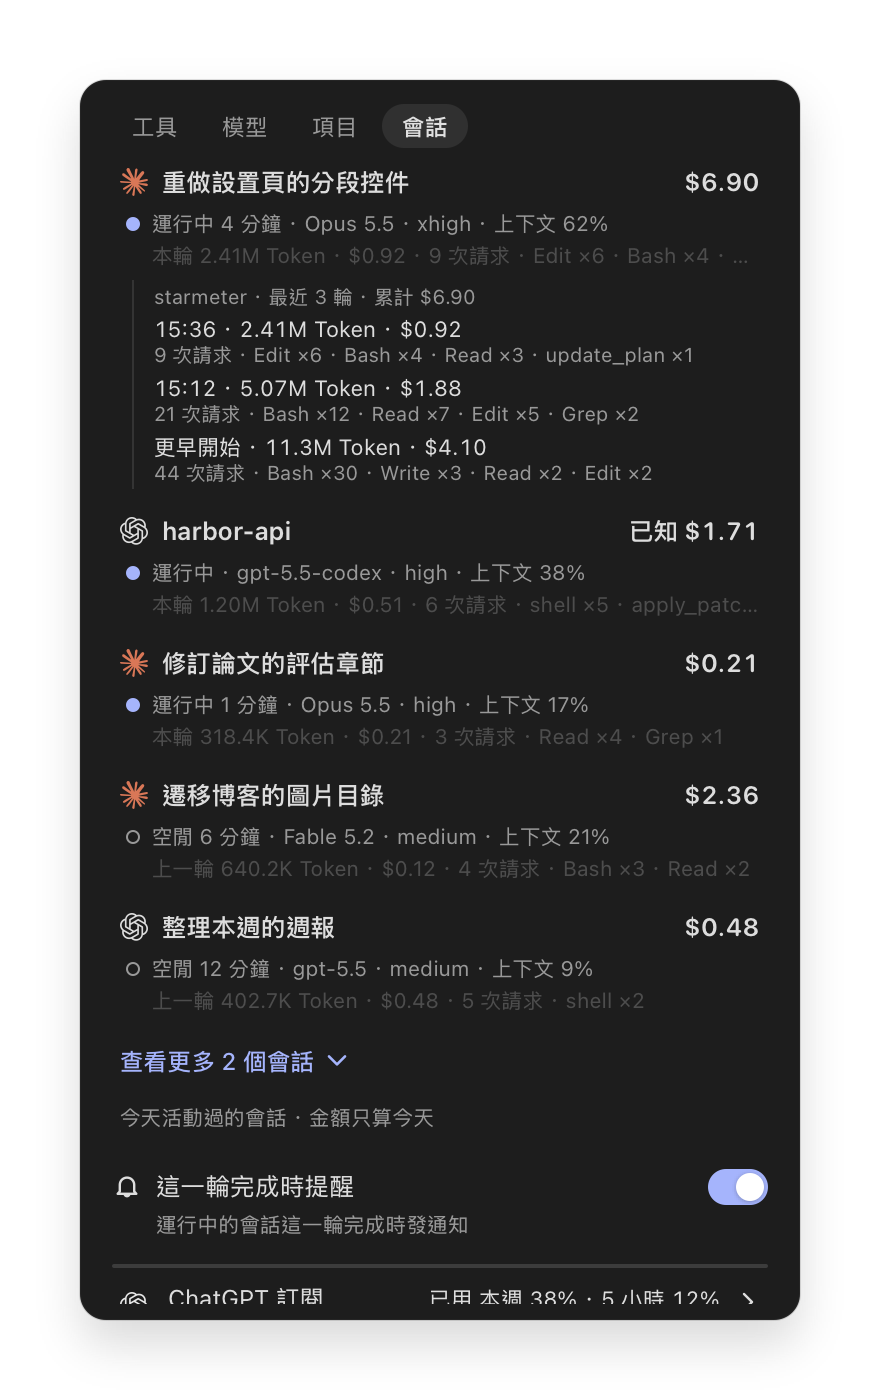 工具 模型 項目 會話
重做設置頁的分段控件 $6.90
運行中 4 分鐘 · Opus 5.5 · xhigh · 上下文 62%
本輪 2.41M Token · $0.92 · 9 次請求 · Edit ×6 · Bash ×4 · ...
starmeter · 最近 3 輪 · 累計 $6.90
15:36 · 2.41M Token · $0.92
9 次請求 · Edit ×6 · Bash ×4 · Read ×3 · update_plan ×1
15:12 · 5.07M Token · $1.88
21 次請求 · Bash ×12 · Read ×7 · Edit ×5 · Grep ×2
更早開始 · 11.3M Token · $4.10
44 次請求 · Bash ×30 · Write ×3 · Read ×2 · Edit ×2
harbor-api 已知 $1.71
運行中 · gpt-5.5-codex · high · 上下文 38%
本輪 1.20M Token · $0.51 · 6 次請求 · shell ×5 · apply_patc...
修訂論文的評估章節 $0.21
運行中 1 分鐘 · Opus 5.5 · high · 上下文 17%
本輪 318.4K Token · $0.21 · 3 次請求 · Read ×4 · Grep ×1
遷移博客的圖片目錄 $2.36
空閒 6 分鐘 · Fable 5.2 · medium · 上下文 21%
上一輪 640.2K Token · $0.12 · 4 次請求 · Bash ×3 · Read ×2
整理本週的週報 $0.48
空閒 12 分鐘 · gpt-5.5 · medium · 上下文 9%
上一輪 402.7K Token · $0.48 · 5 次請求 · shell ×2
查看更多 2 個會話
今天活動過的會話 · 金額只算今天
這一輪完成時提醒
運行中的會話這一輪完成時發通知
ChatGPT 訂閱 已用 本週 38% · 5 小時 12%